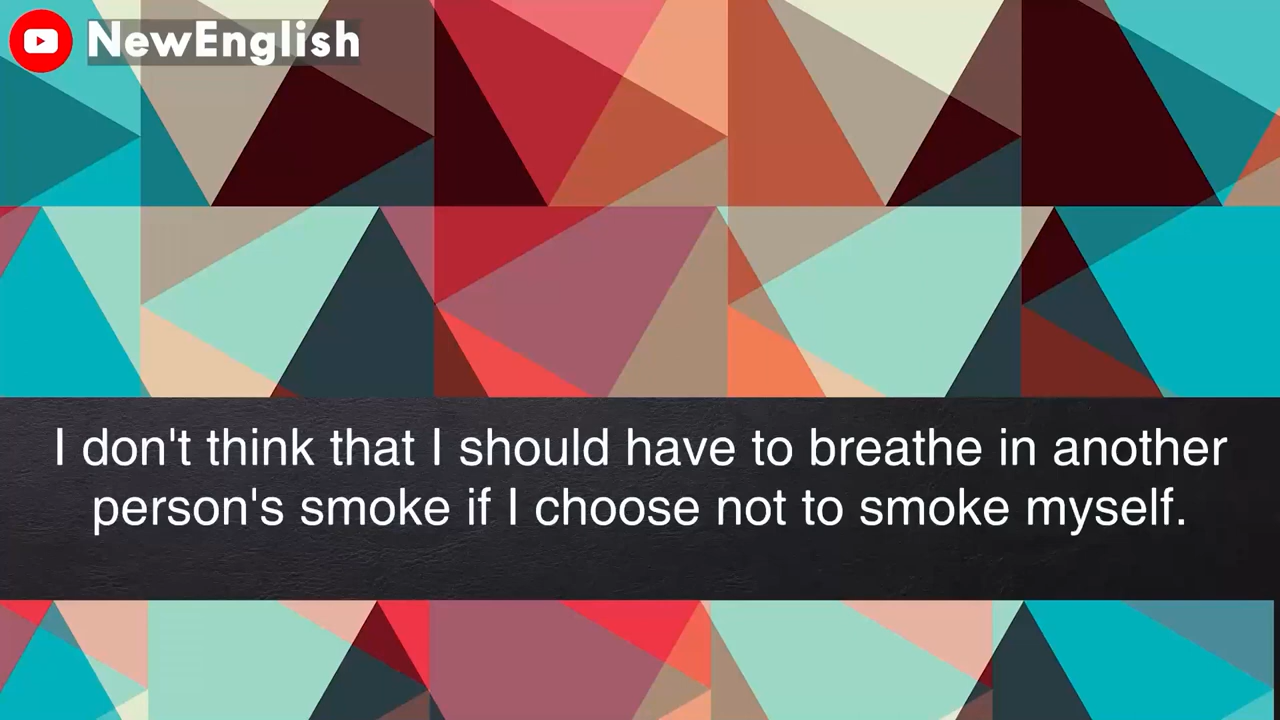 NewEnglish
I don't think that I should have to breathe in another
person's smoke if I choose not to smoke myself.